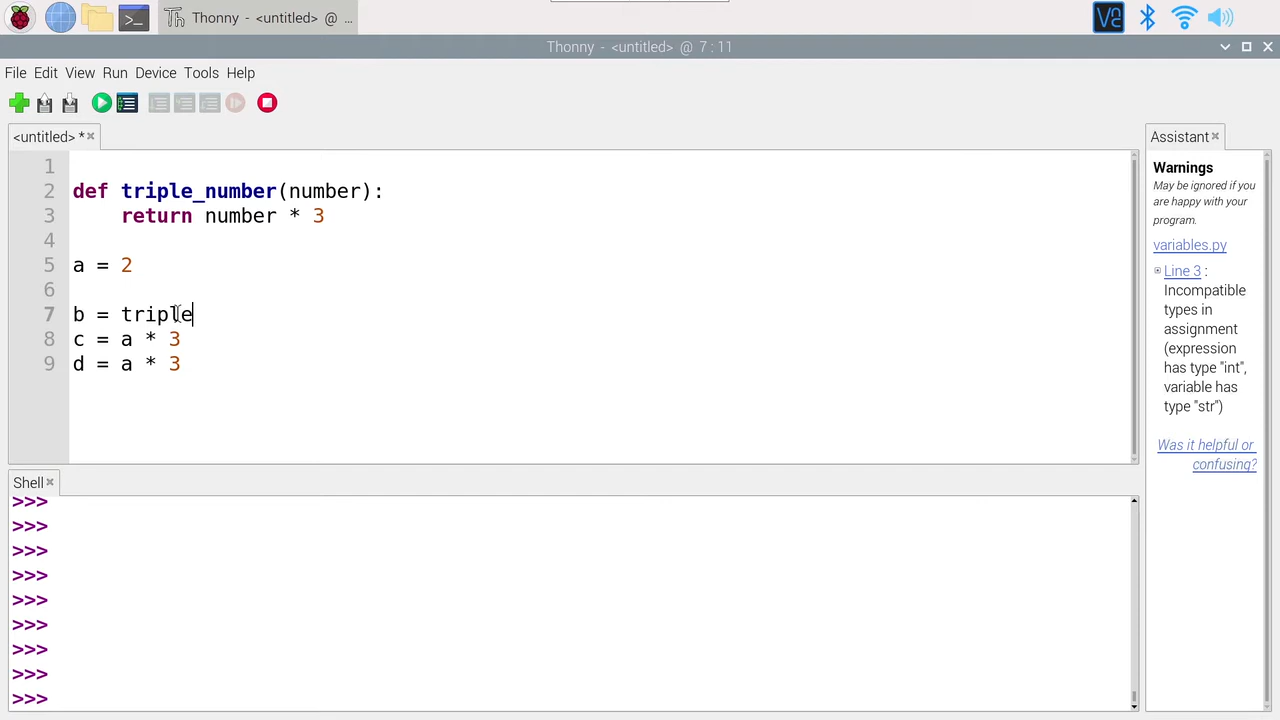 Thonny - <untitled> @ ...
Thonny - <untitled> @ 7 : 11
File Edit View Run Device Tools Help
<untitled> *
1
2 def triple_number(number):
3 return number * 3
4
5 a = 2
6
7 b = triple
8 c = a * 3
9 d = a * 3
Shell
>>>
>>>
>>>
>>>
>>>
>>>
>>>
>>>
>>>
Assistant
Warnings
May be ignored if you
are happy with your
program.
variables.py
Line 3 :
Incompatible
types in
assignment
(expression
has type "int",
variable has
type "str")
Was it helpful or
confusing?